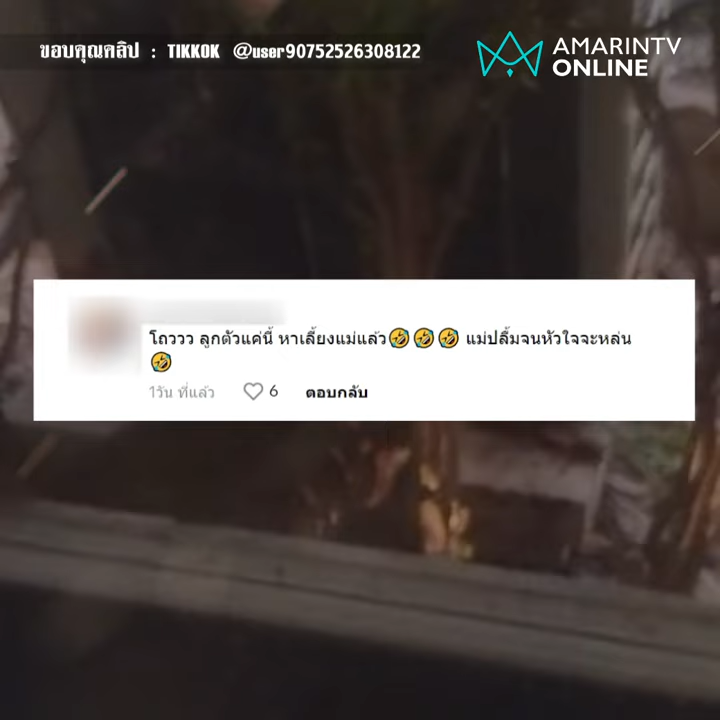 ขอบคุณคลิป : TIKKOK @user90752526308122
AMARINTV
ONLINE
โถววว ลูกตัวแค่นี้ หาเลี้ยงแม่แล้ว🤣🤣🤣 แม่ปลื้มจนหัวใจจะหล่น
🤣
1วัน ที่แล้ว 6 ตอบกลับ